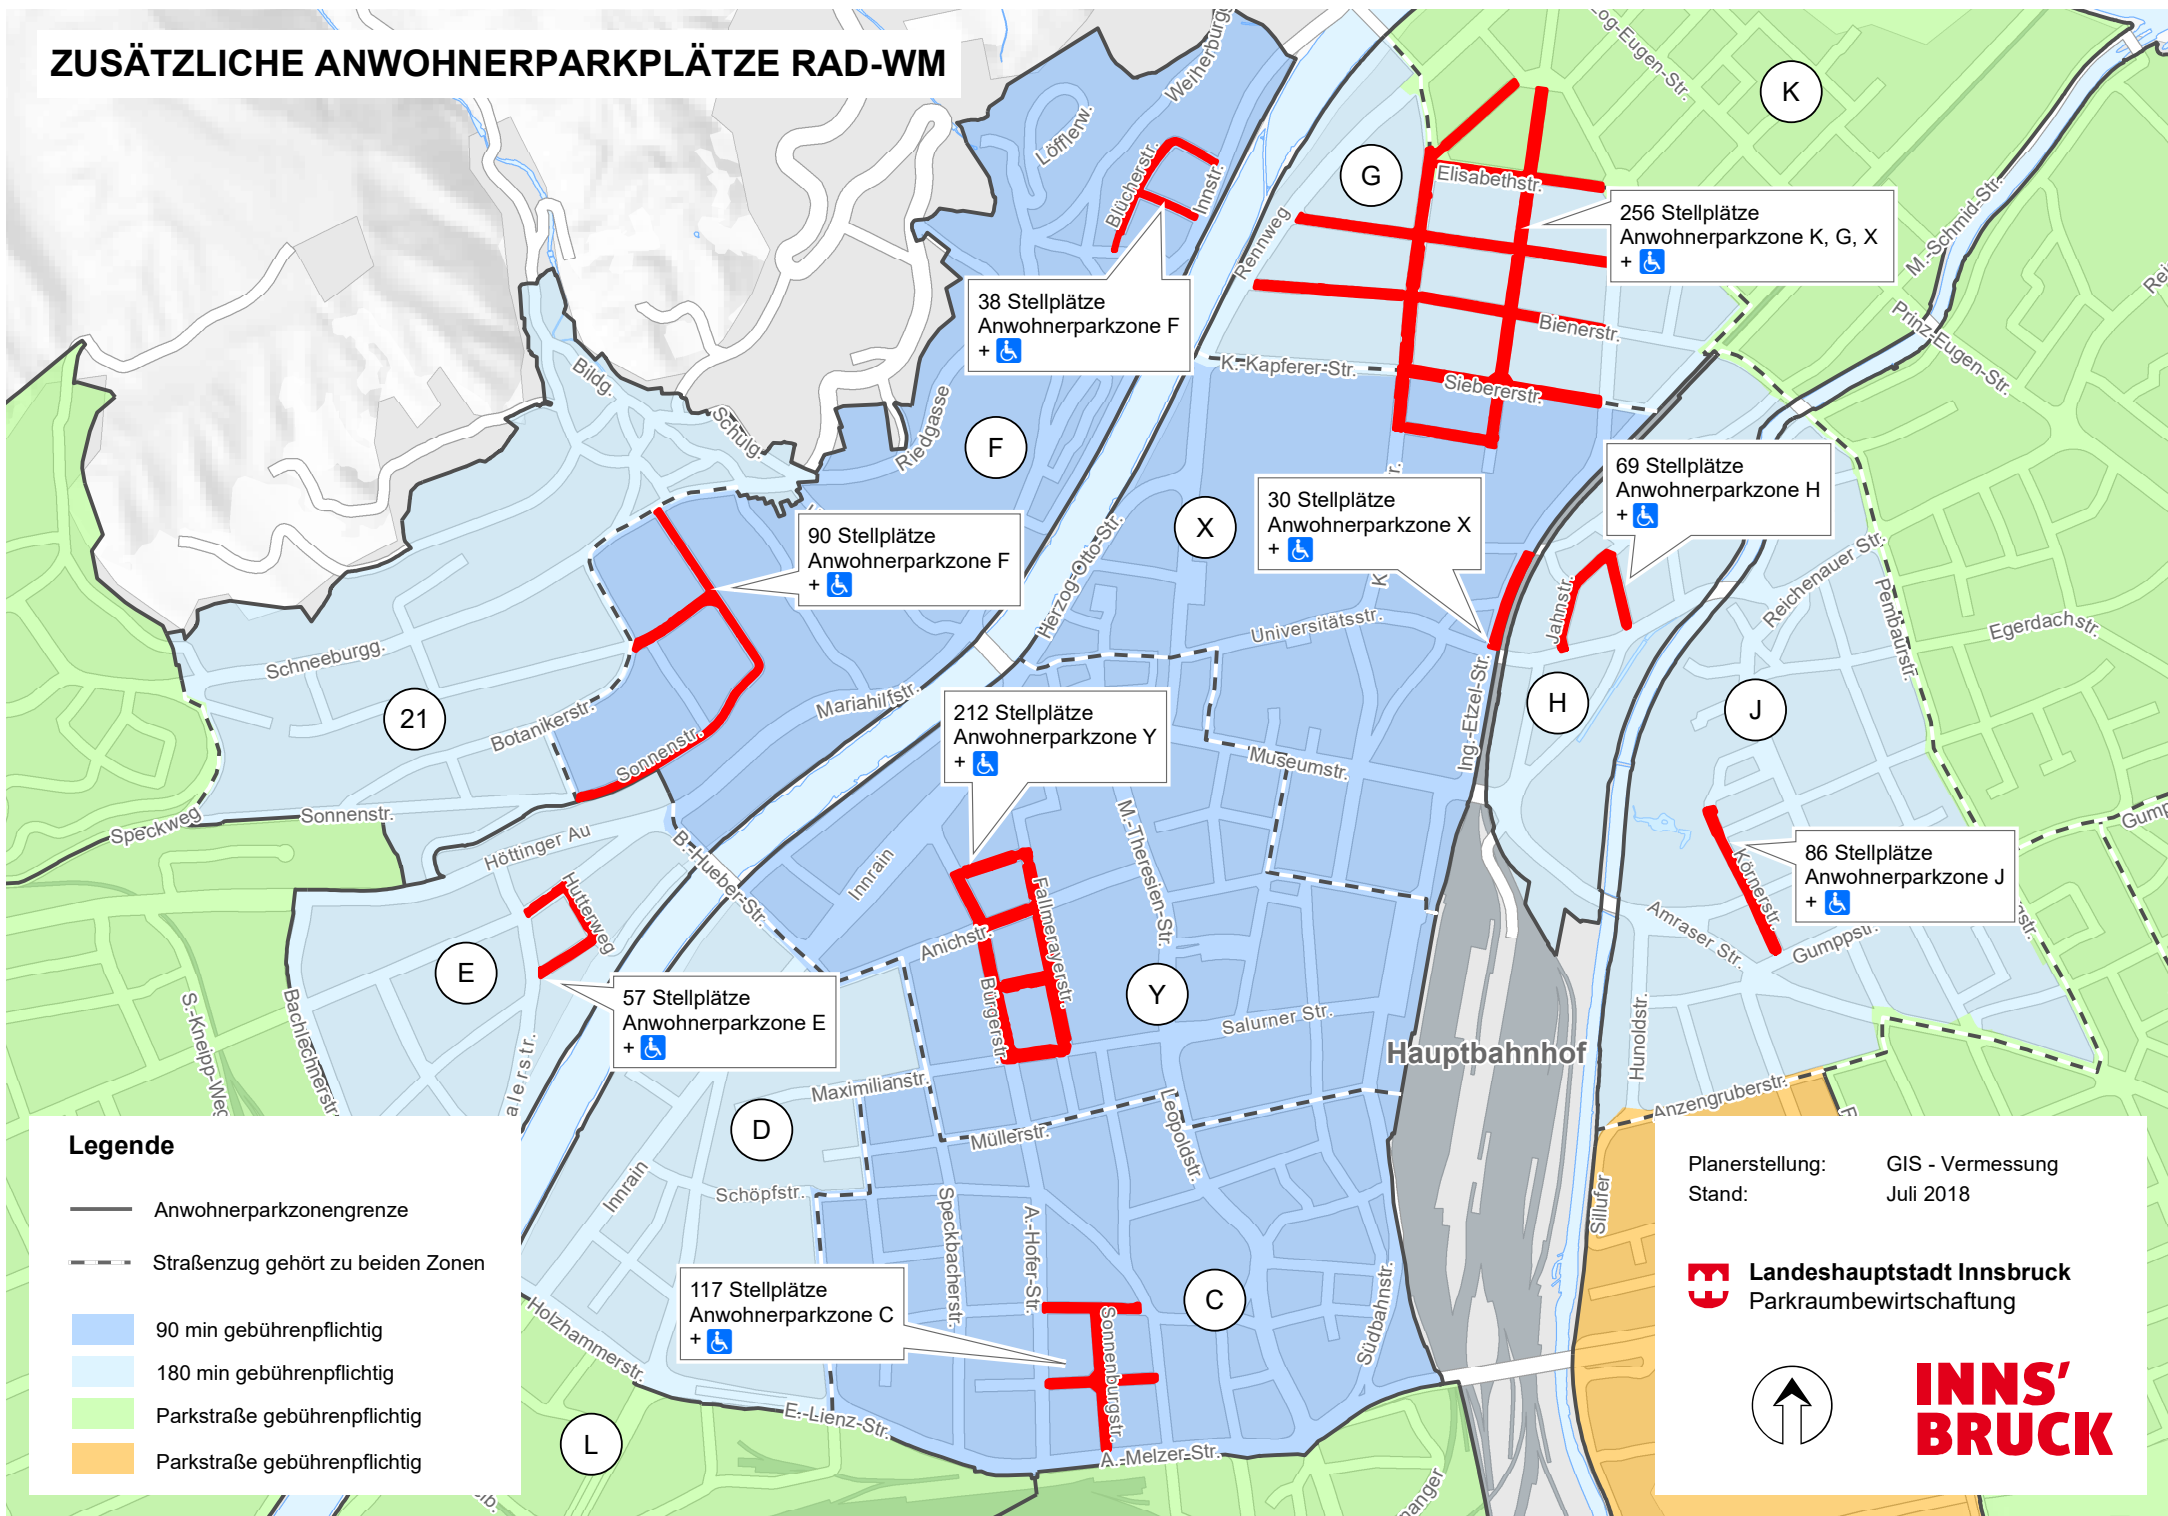 ZUSÄTZLICHE ANWOHNERPARKPLÄTZE RAD-WM
Weiherburg
Löfflerw.
Blücherstr.
Innstr.
Rennweg
G
K
Elisabethstr.
M.-Schmid-Str.
256 Stellplätze
Anwohnerparkzone K, G, X
+
38 Stellplätze
Anwohnerparkzone F
+
Prinz-Eugen-Str.
Bienerstr.
K.-Kapferer-Str.
Siebererstr.
Bildg.
Schulg.
Riedgasse
F
X
69 Stellplätze
Anwohnerparkzone H
+
30 Stellplätze
Anwohnerparkzone X
+
90 Stellplätze
Anwohnerparkzone F
+
Herzog-Otto-Str.
Jahnstr.
Reichenauer Str.
Pembaurstr.
Egerdachstr.
Universitätsstr.
Schneeburgg.
21
Botanikerstr.
Mariahilfstr.
Sonnenstr.
212 Stellplätze
Anwohnerparkzone Y
+
Ing.-Etzel-Str.
H
J
Museumstr.
Speckweg
Sonnenstr.
Höttinger Au
Gump
B.-Hueber-Str.
Innrain
M.-Theresien-Str.
Hutterweg
Fallmerayerstr.
86 Stellplätze
Anwohnerparkzone J
+
Körnerstr.
Amraser Str.
Gumppstr.
Anichstr.
E
Y
57 Stellplätze
Anwohnerparkzone E
+
S.-Kneipp-Weg
Bachlechnerstr.
Bürgerstr.
Salurner Str.
Hauptbahnhof
Hunoldstr.
Maximilianstr.
Anzengruberstr.
D
Müllerstr.
Leopoldstr.
Schöpfstr.
Innrain
Speckbacherstr.
A.-Hofer-Str.
Sillufer
117 Stellplätze
Anwohnerparkzone C
+
C
Sonnenburgstr.
Südbahnstr.
Holzhammerstr.
E.-Lienz-Str.
A.-Melzer-Str.
L
Legende
Anwohnerparkzonengrenze
Straßenzug gehört zu beiden Zonen
90 min gebührenpflichtig
180 min gebührenpflichtig
Parkstraße gebührenpflichtig
Parkstraße gebührenpflichtig
Planerstellung: GIS - Vermessung
Stand: Juli 2018
Landeshauptstadt Innsbruck
Parkraumbewirtschaftung
INNS'
BRUCK